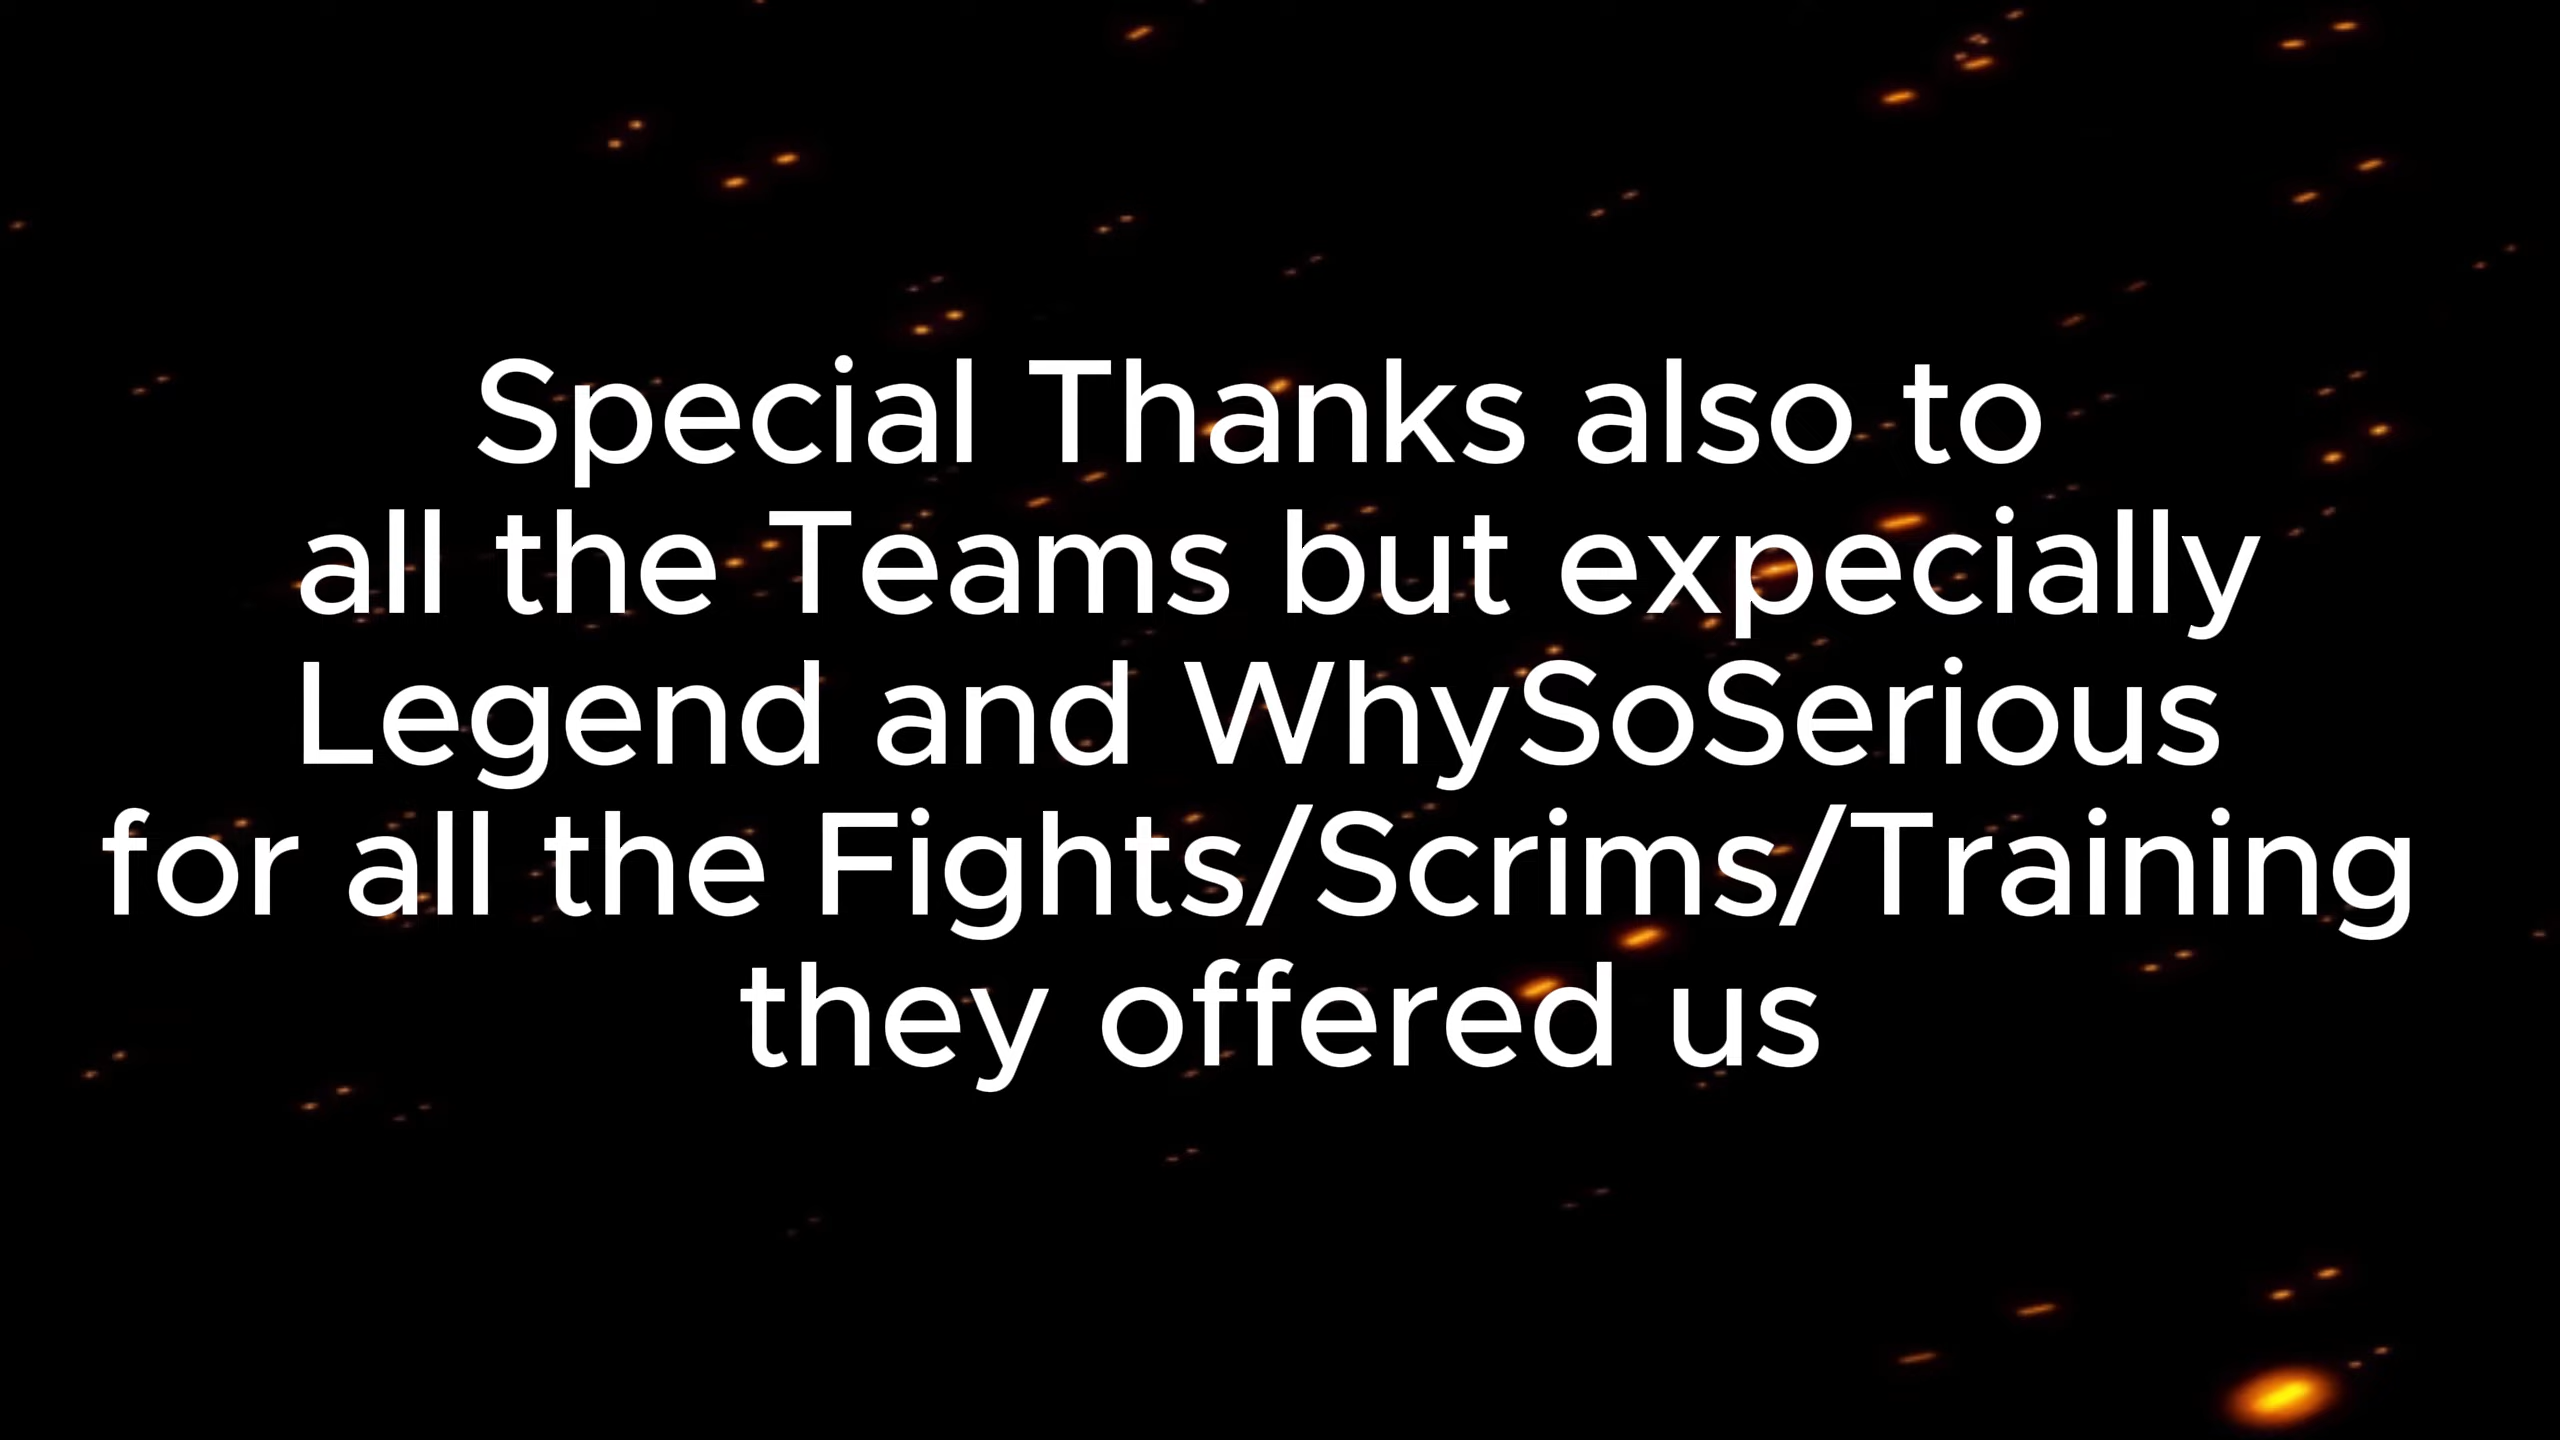 Special Thanks also to
all the Teams but expecially
Legend and WhySoSerious
for all the Fights/Scrims/Training
they offered us